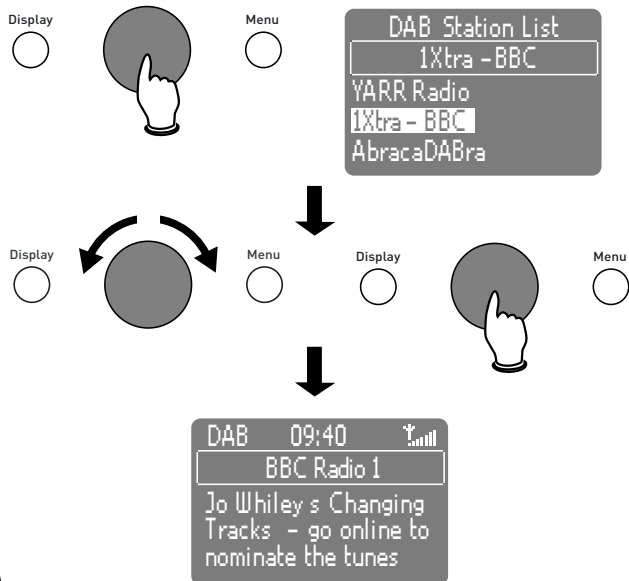 Display
Menu
DAB Station List
1Xtra – BBC
YARR Radio
1Xtra – BBC
AbracaDABra
Display
Menu
Display
Menu
DAB 09:40
BBC Radio 1
Jo Whiley s Changing
Tracks – go online to
nominate the tunes